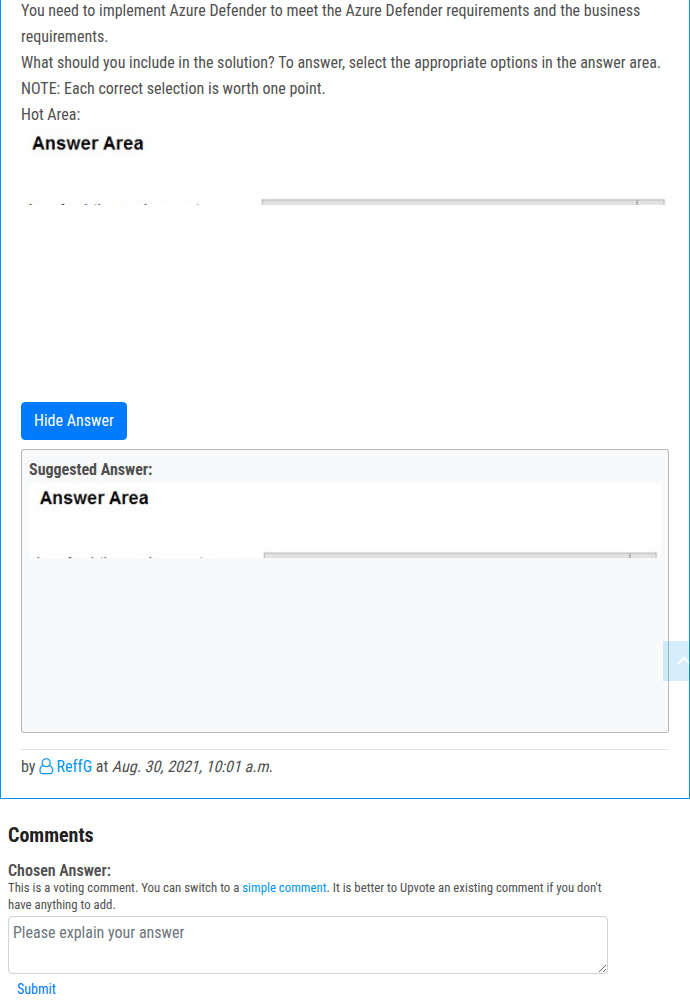 You need to implement Azure Defender to meet the Azure Defender requirements and the business
requirements.
What should you include in the solution? To answer, select the appropriate options in the answer area.
NOTE: Each correct selection is worth one point.
Hot Area:
Answer Area
Hide Answer
Suggested Answer:
Answer Area
by ReffG at Aug. 30, 2021, 10:01 a.m.
Comments
Chosen Answer:
This is a voting comment. You can switch to a simple comment. It is better to Upvote an existing comment if you don't
have anything to add.
Please explain your answer
Submit